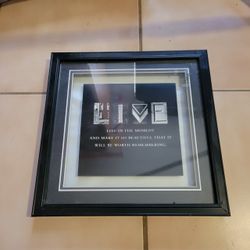 LIVE
LIVE IN THE MOMENT
AND MAKE IT SO BEAUTIFUL THAT IT
WILL BE WORTH REMEMBERING